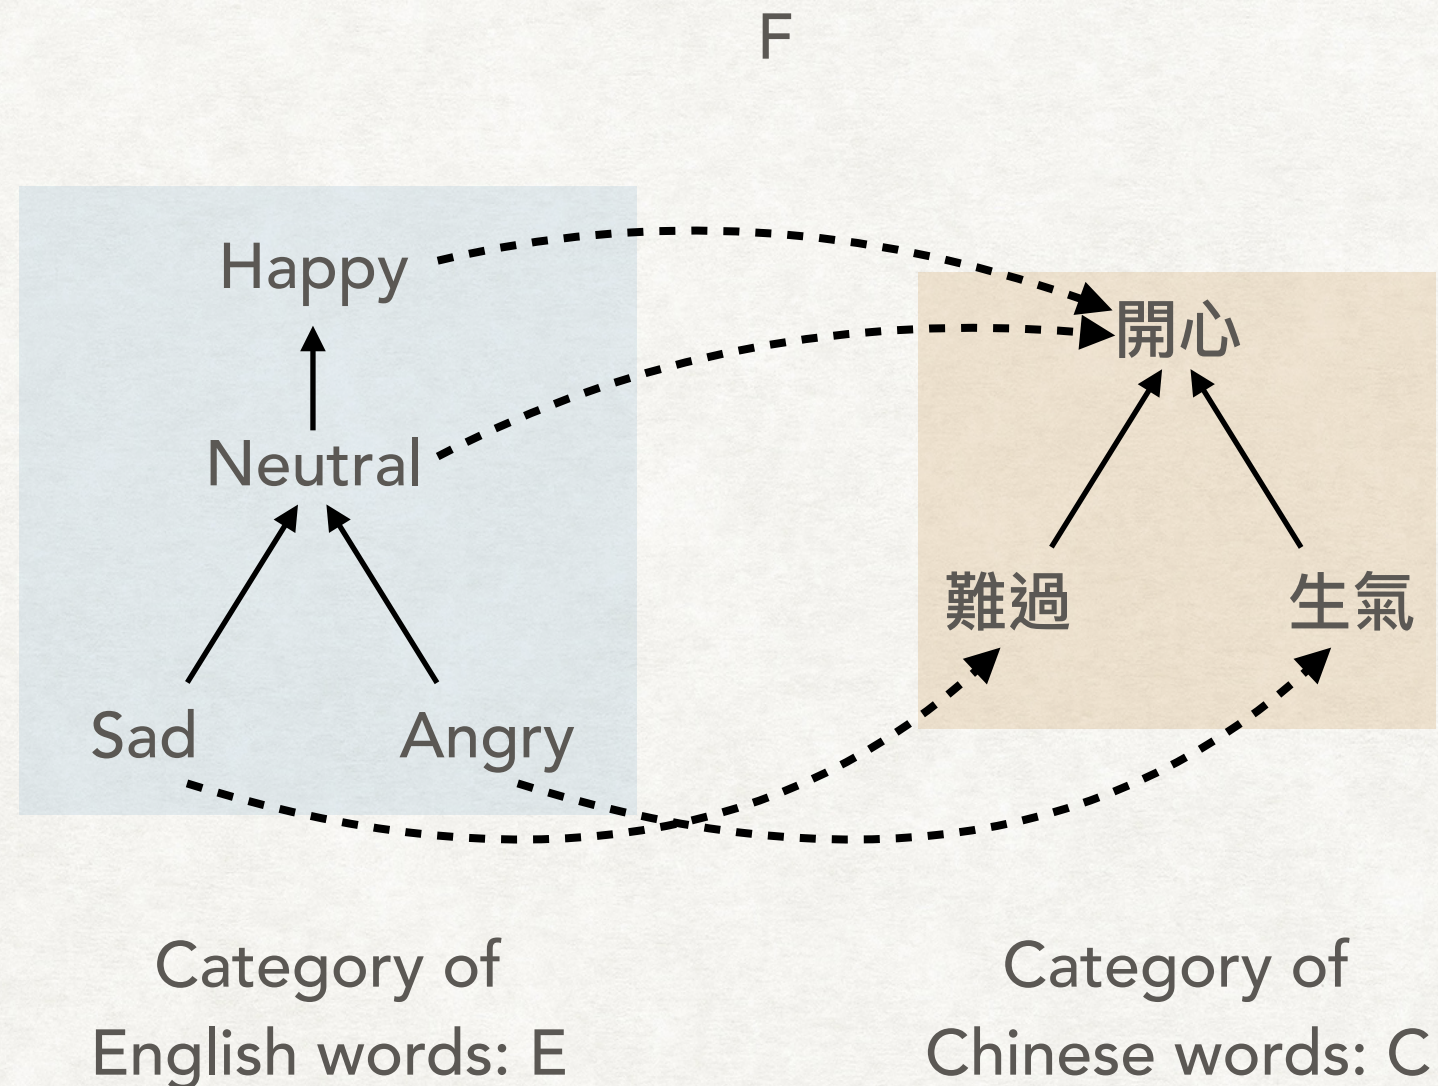 F
Happy
開心
Neutral
難過
生氣
Sad
Angry
Category of
English words: E
Category of
Chinese words: C